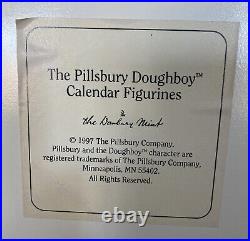 The Pillsbury Doughboy™
Calendar Figurines
&
the Danbury Mint
© 1997 The Pillsbury Company.
Pillsbury and the Doughboy™ character are
registered trademarks of The Pillsbury Company,
Minneapolis, MN 55402.
All Rights Reserved.